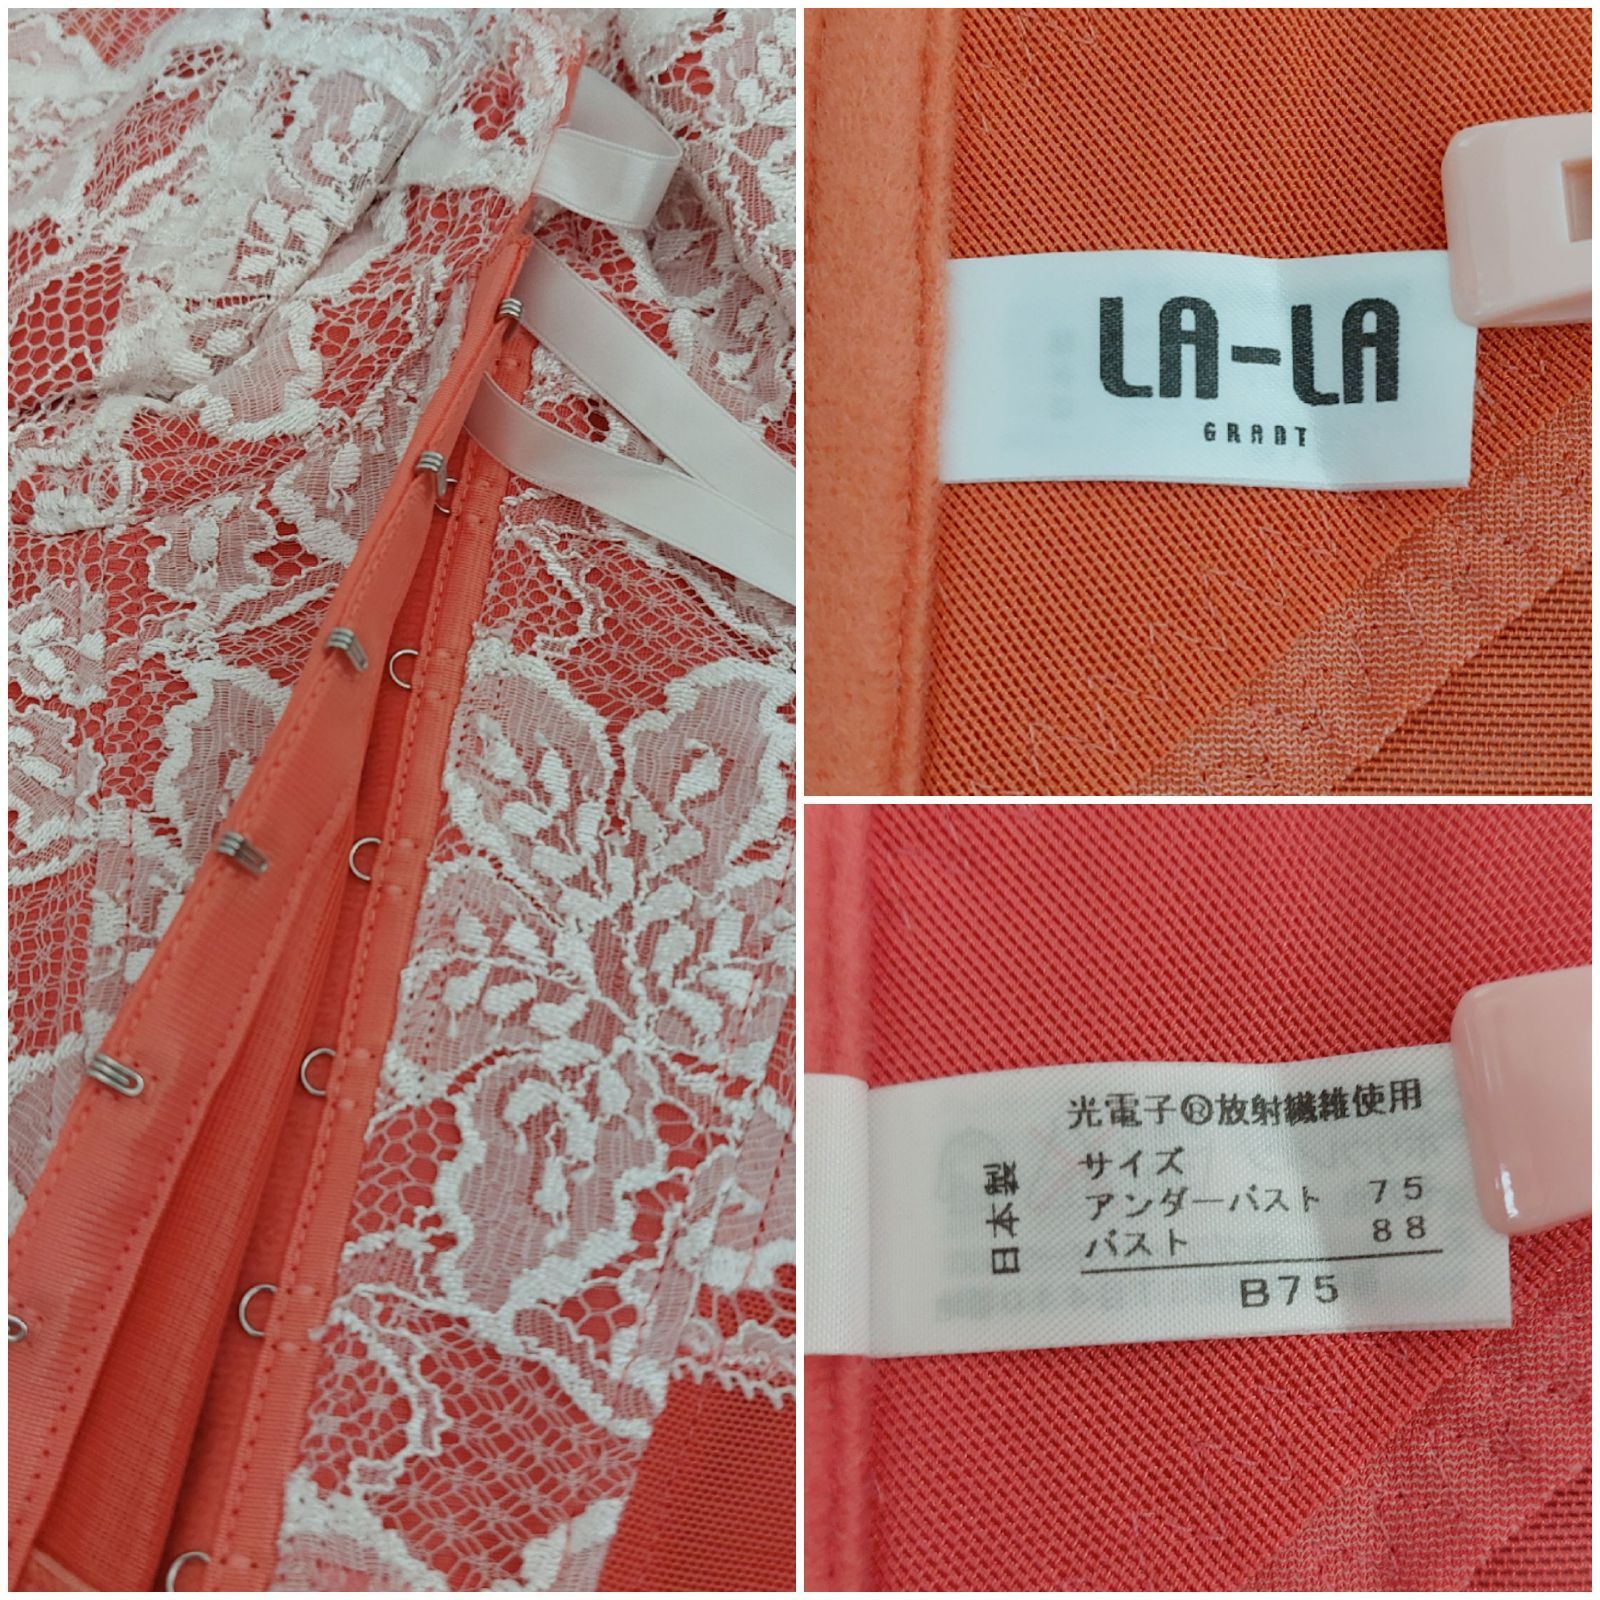 LA-LA
GRANT
光電子®放射繊維使用
日本製
サイズ
アンダーバスト 75
バスト 88
B75